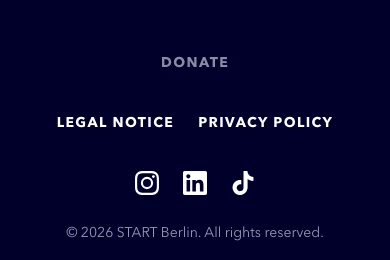 DONATE
LEGAL NOTICE PRIVACY POLICY
© 2026 START Berlin. All rights reserved.